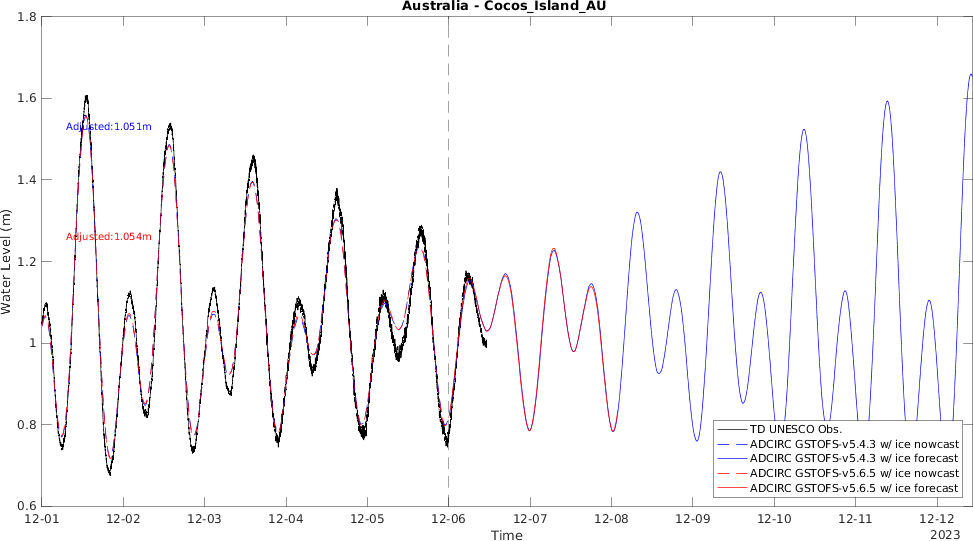 Australia - Cocos_Island_AU
Water Level (m)
1.8
1.6
1.4
1.2
1
0.8
0.6
Adjusted:1.051m
Adjusted:1.054m
TD UNESCO Obs.
ADCIRC GSTOFS-v5.4.3 w/ ice nowcast
ADCIRC GSTOFS-v5.4.3 w/ ice forecast
ADCIRC GSTOFS-v5.6.5 w/ ice nowcast
ADCIRC GSTOFS-v5.6.5 w/ ice forecast
12-01 12-02 12-03 12-04 12-05 12-06 12-07 12-08 12-09 12-10 12-11 12-12
Time
2023